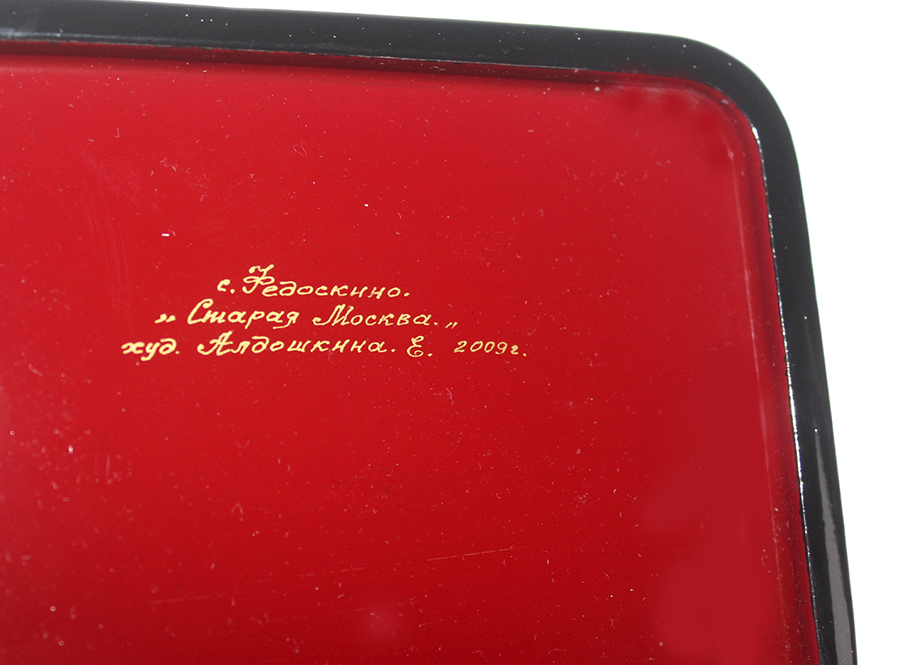 с. Федоскино.
„ Старая Москва. „
худ. Алдошкина. Е. 2009г.